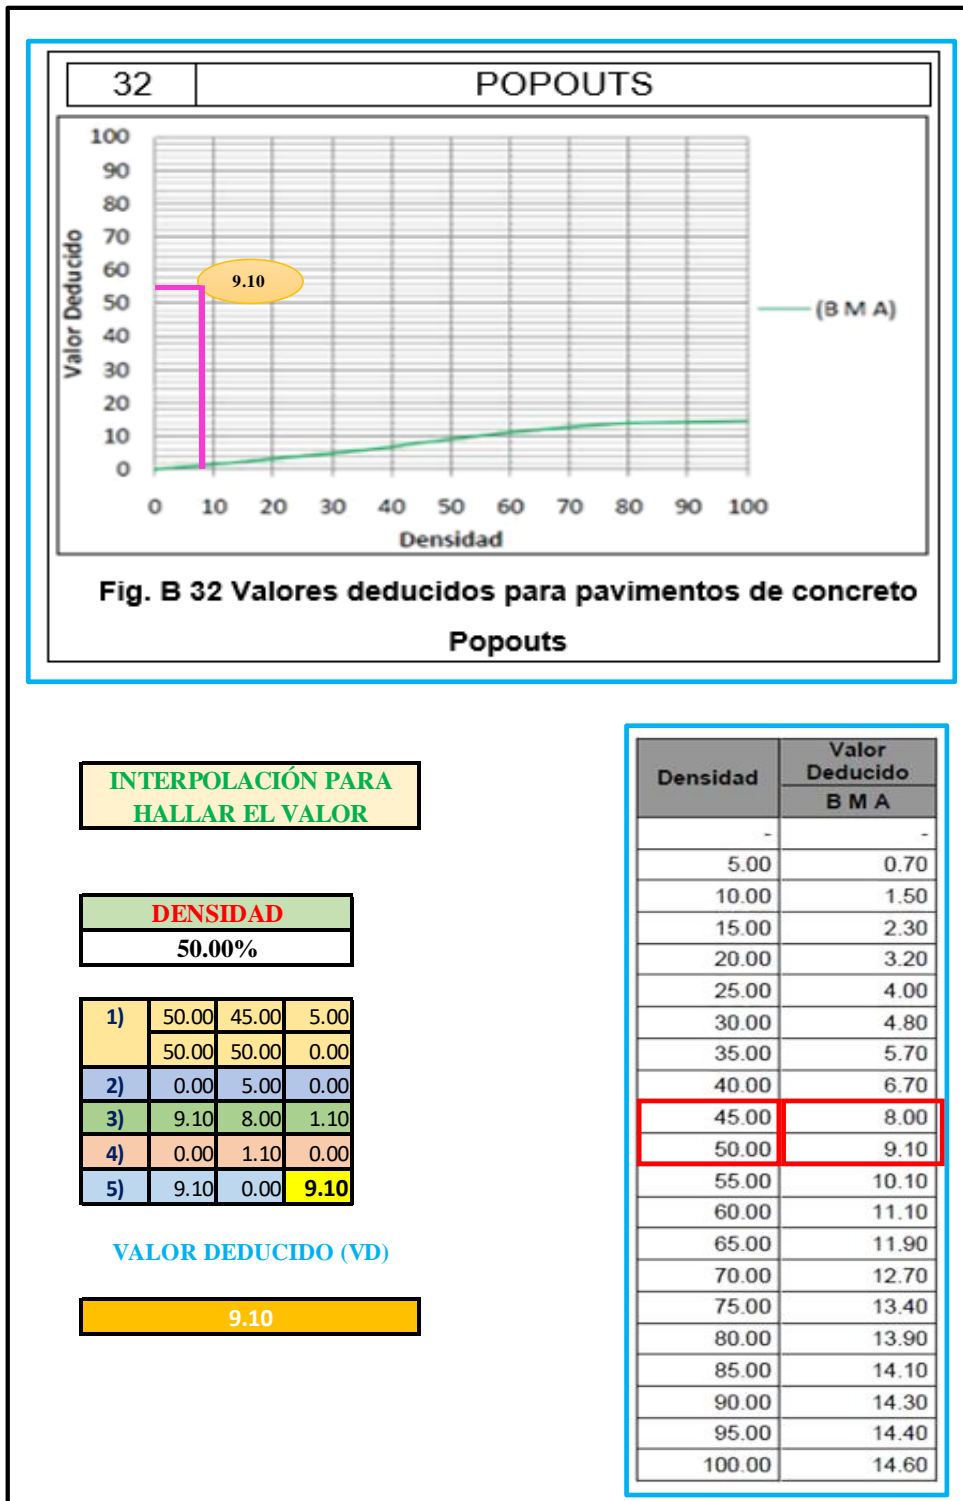 32 POPOUTS
100
90
80
70
60
50
40
30
20
10
0
Valor Deducido
9.10
(B M A)
0 10 20 30 40 50 60 70 80 90 100
Densidad
Fig. B 32 Valores deducidos para pavimentos de concreto
Popouts
INTERPOLACIÓN PARA
HALLAR EL VALOR
DENSIDAD
50.00%
1) 50.00 45.00 5.00
50.00 50.00 0.00
2) 0.00 5.00 0.00
3) 9.10 8.00 1.10
4) 0.00 1.10 0.00
5) 9.10 0.00 9.10
VALOR DEDUCIDO (VD)
9.10
Densidad Valor
Deducido
B M A
- -
5.00 0.70
10.00 1.50
15.00 2.30
20.00 3.20
25.00 4.00
30.00 4.80
35.00 5.70
40.00 6.70
45.00 8.00
50.00 9.10
55.00 10.10
60.00 11.10
65.00 11.90
70.00 12.70
75.00 13.40
80.00 13.90
85.00 14.10
90.00 14.30
95.00 14.40
100.00 14.60